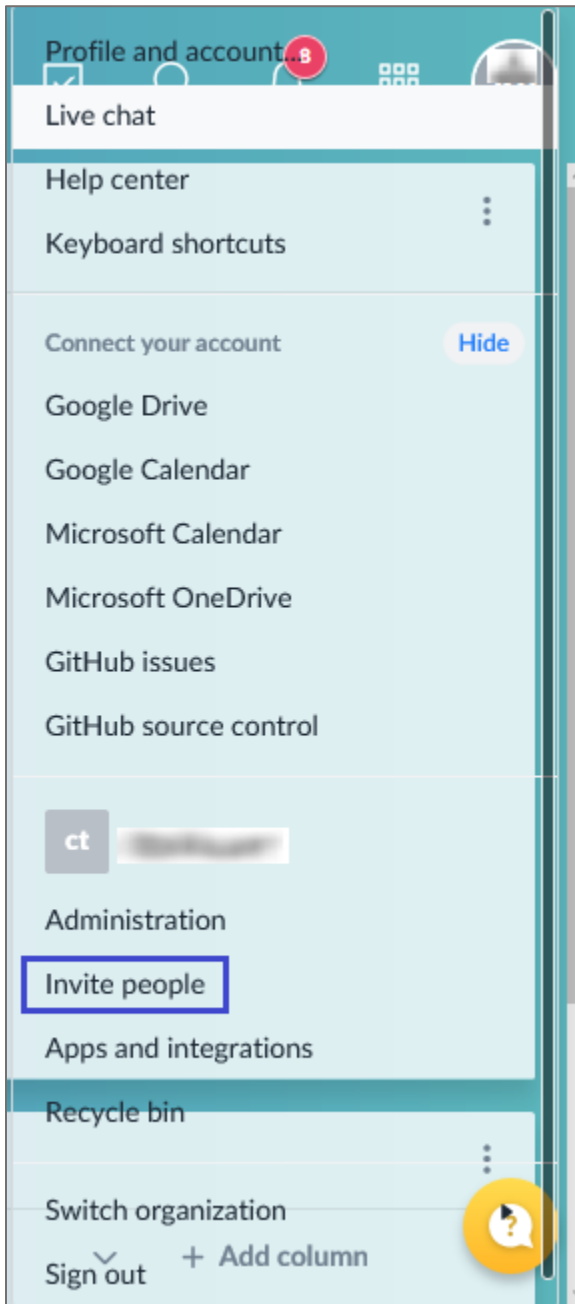 Profile and account...
8
Live chat
Help center
Keyboard shortcuts
Connect your account
Hide
Google Drive
Google Calendar
Microsoft Calendar
Microsoft OneDrive
GitHub issues
GitHub source control
ct
Administration
Invite people
Apps and integrations
Recycle bin
Switch organization
?
+ Add column
Sign out